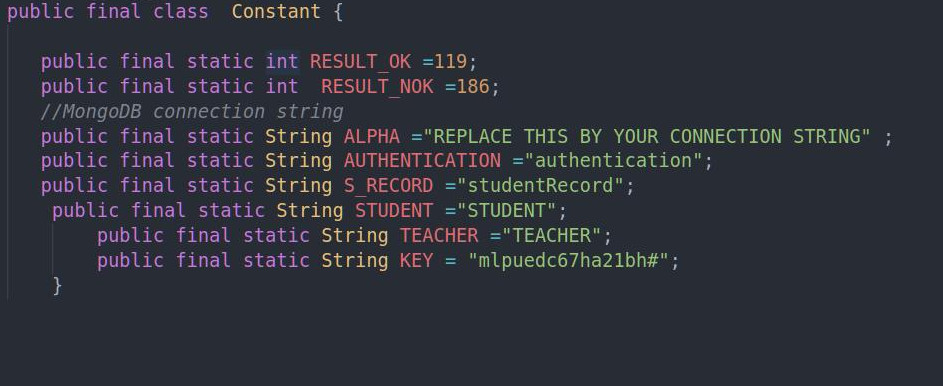 public final class  Constant {
public final static int RESULT_OK =119;
public final static int  RESULT_NOK =186;
//MongoDB connection string
public final static String ALPHA ="REPLACE THIS BY YOUR CONNECTION STRING" ;
public final static String AUTHENTICATION ="authentication";
public final static String S_RECORD ="studentRecord";
public final static String STUDENT ="STUDENT";
public final static String TEACHER ="TEACHER";
public final static String KEY = "mlpuedc67ha21bh#";
}